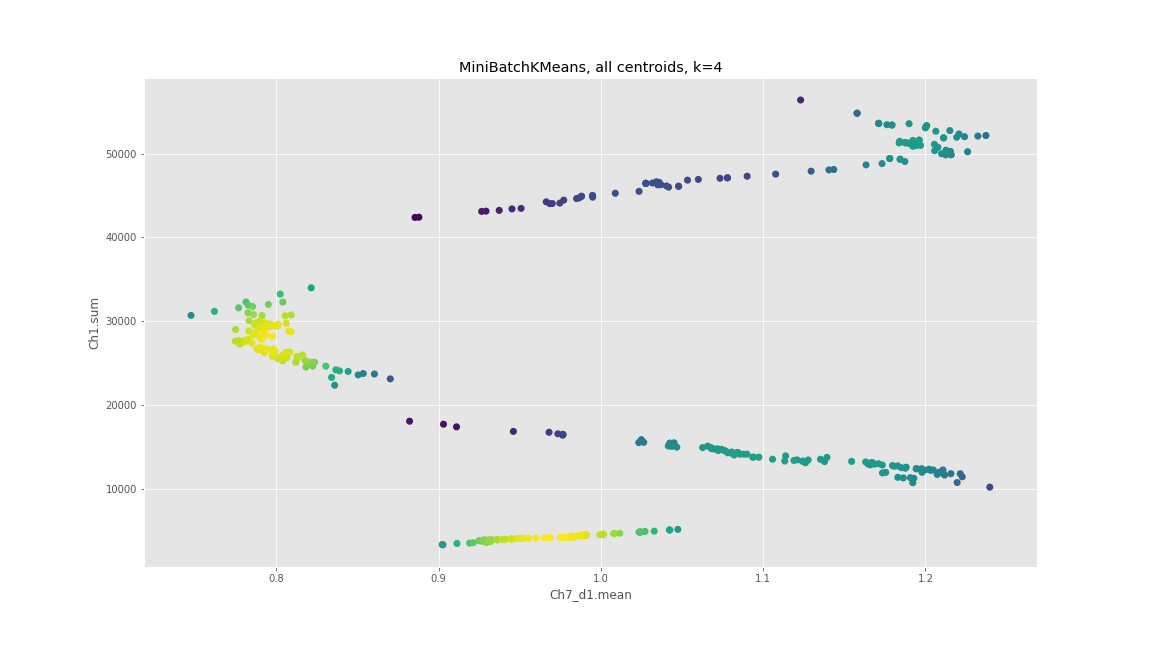 MiniBatchKMeans, all centroids, k=4
50000
40000
30000
20000
10000
Ch1.sum
0.8 0.9 1.0 1.1 1.2
Ch7_d1.mean